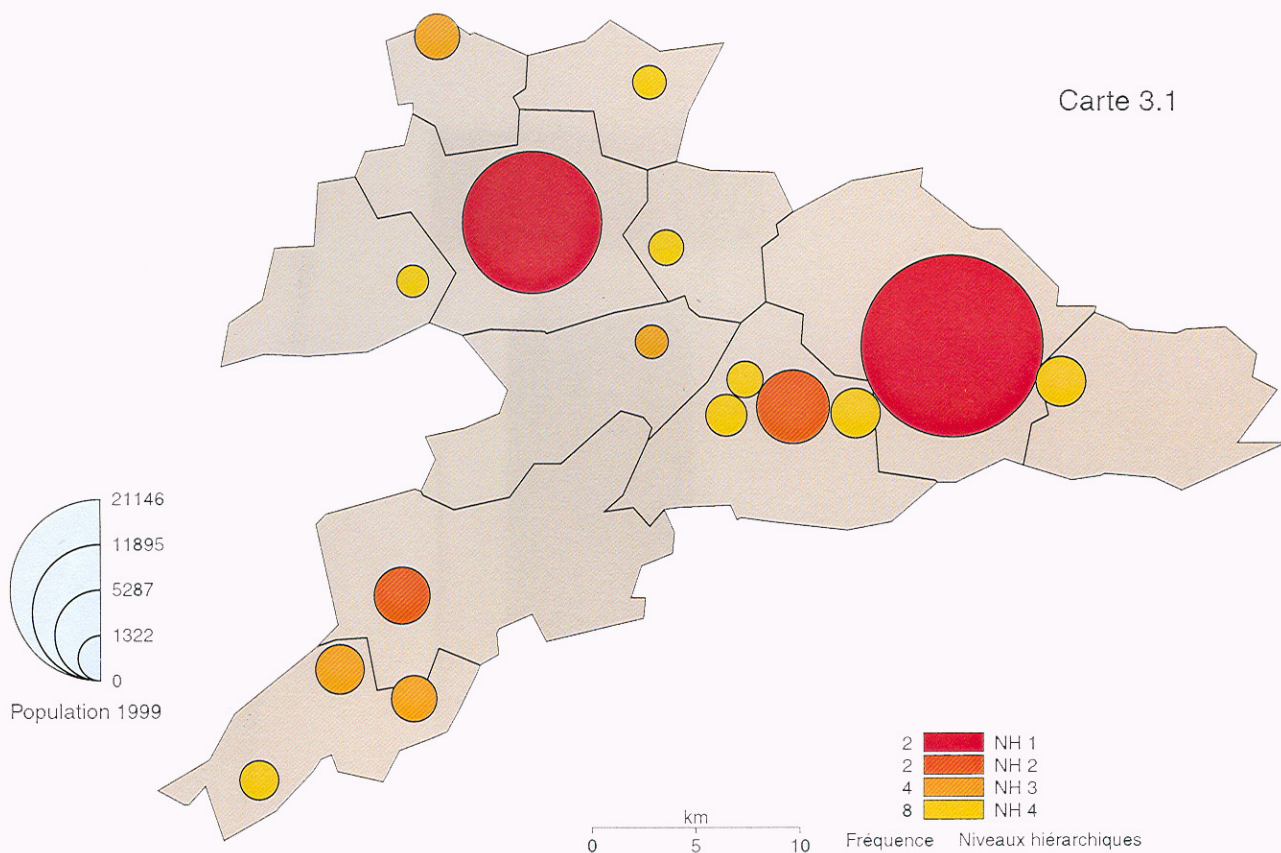 Carte 3.1
21146
11895
5287
1322
0
Population 1999
2 NH 1
2 NH 2
4 NH 3
8 NH 4
Fréquence Niveaux hiérarchiques
km
0 5 10